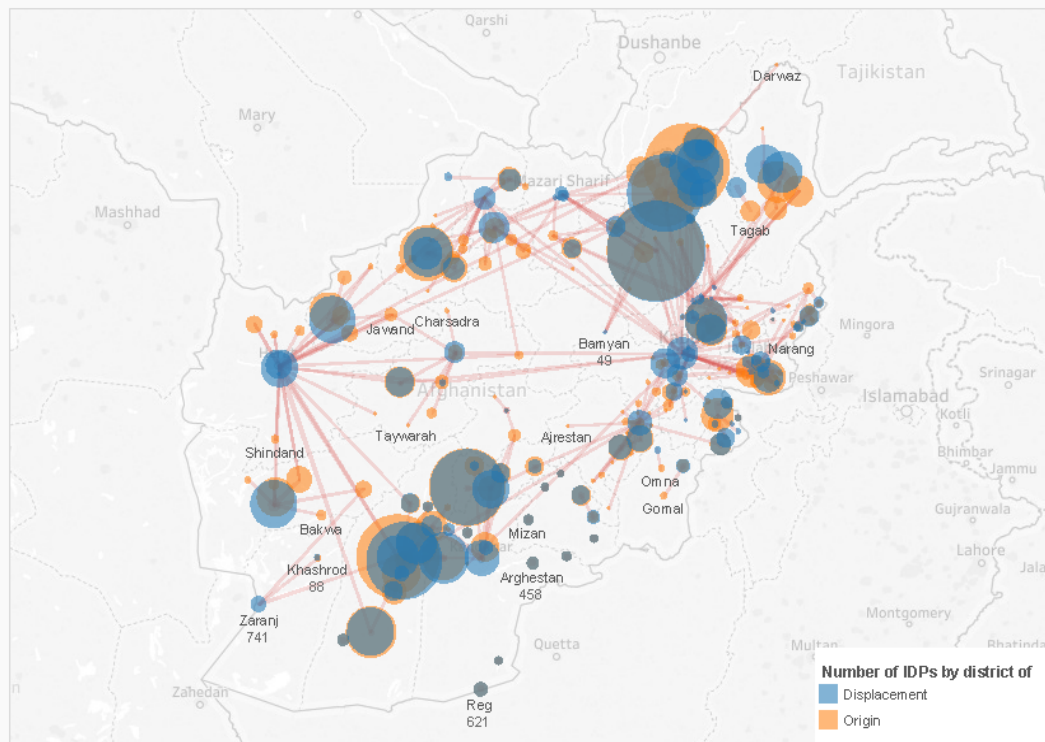 Qarshi
Dushanbe
Darwaz
Tajikistan
Mary
Mazari Sharif
Mashhad
Tagab
Jawand
Charsadra
Bamyan
49
Narang
Mingora
Peshawar
Srinagar
Afghanistan
Islamabad
Kotli
Taywarah
Ajrestan
Shindand
Bhimbar
Jammu
Omna
Gomal
Bakwa
Mizan
Gujranwala
Khashrod
88
Arghestan
458
Lahore
Zaranj
741
Montgomery
Quetta
Multan
Bhatinda
Zahedan
Reg
621
Number of IDPs by district of
Displacement
Origin